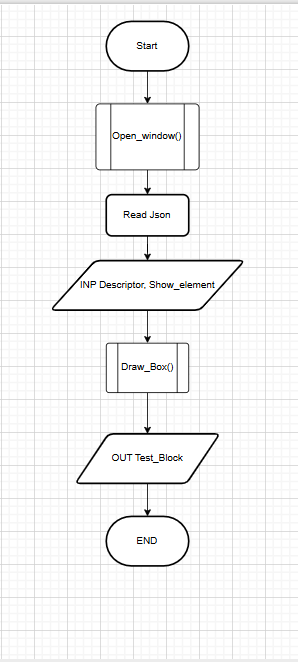 Start
Open_window()
Read Json
INP Descriptor, Show_element
Draw_Box()
OUT Test_Block
END